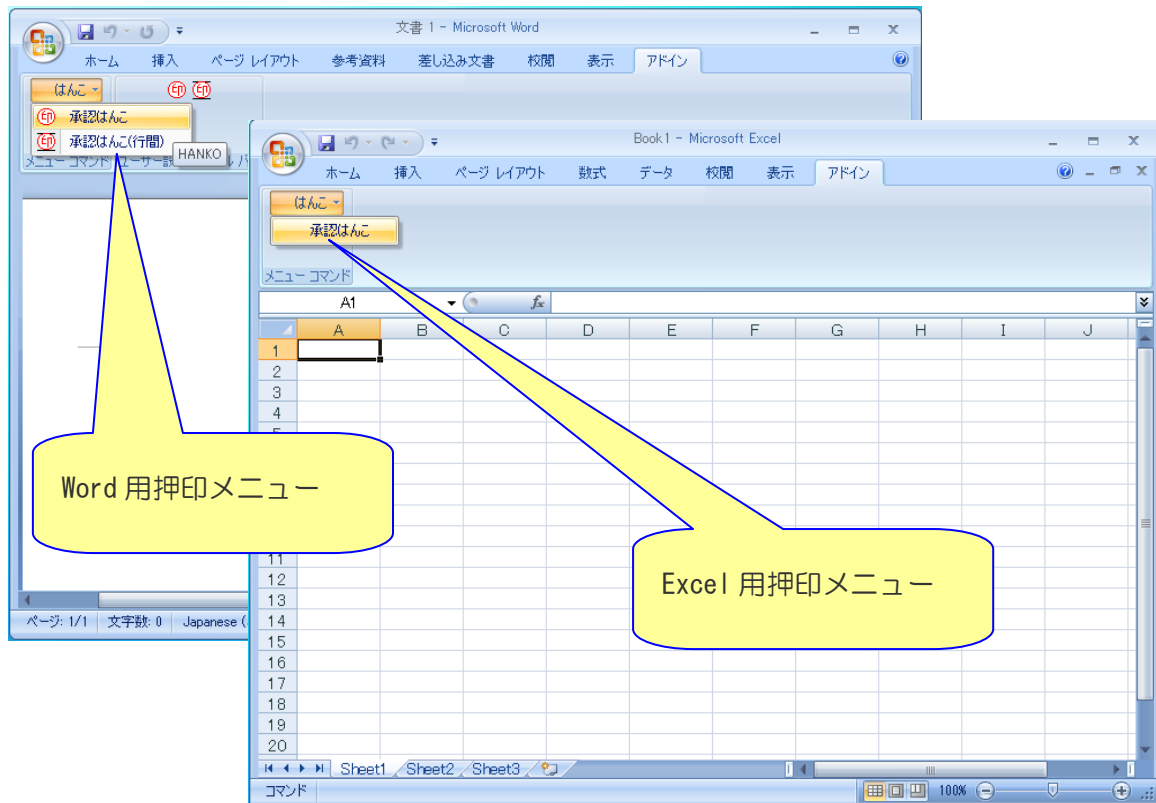 文書 1 - Microsoft Word
ホーム 挿入 ページ レイアウト 参考資料 差し込み文書 校閲 表示 アドイン
はんこ 印 印
印 承認はんこ
印 承認はんこ(行間)
HANKO
メニュー コマンド
Word 用押印メニュー
ページ: 1/1 文字数: 0 Japanese (
Book1 - Microsoft Excel
ホーム 挿入 ページ レイアウト 数式 データ 校閲 表示 アドイン
はんこ
承認はんこ
メニュー コマンド
A1 fx
A B C D E F G H I J
1
2
3
4
11
12
13
14
15
16
17
18
19
20
Excel 用押印メニュー
Sheet1 Sheet2 Sheet3
コマンド 100%